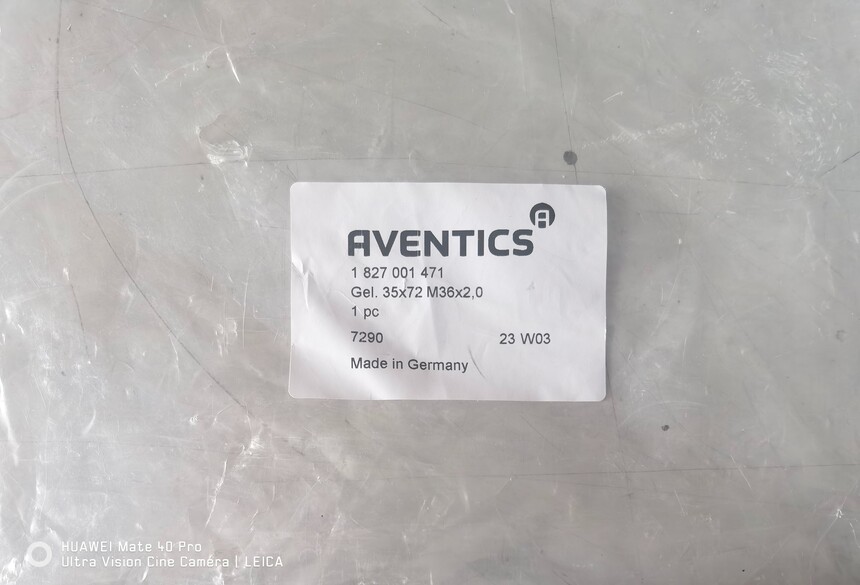 AVENTICS
1 827 001 471
Gel. 35x72 M36x2,0
1 pc
7290 23 W03
Made in Germany
HUAWEI Mate 40 Pro
Ultra Vision Cine Caméra | LEICA